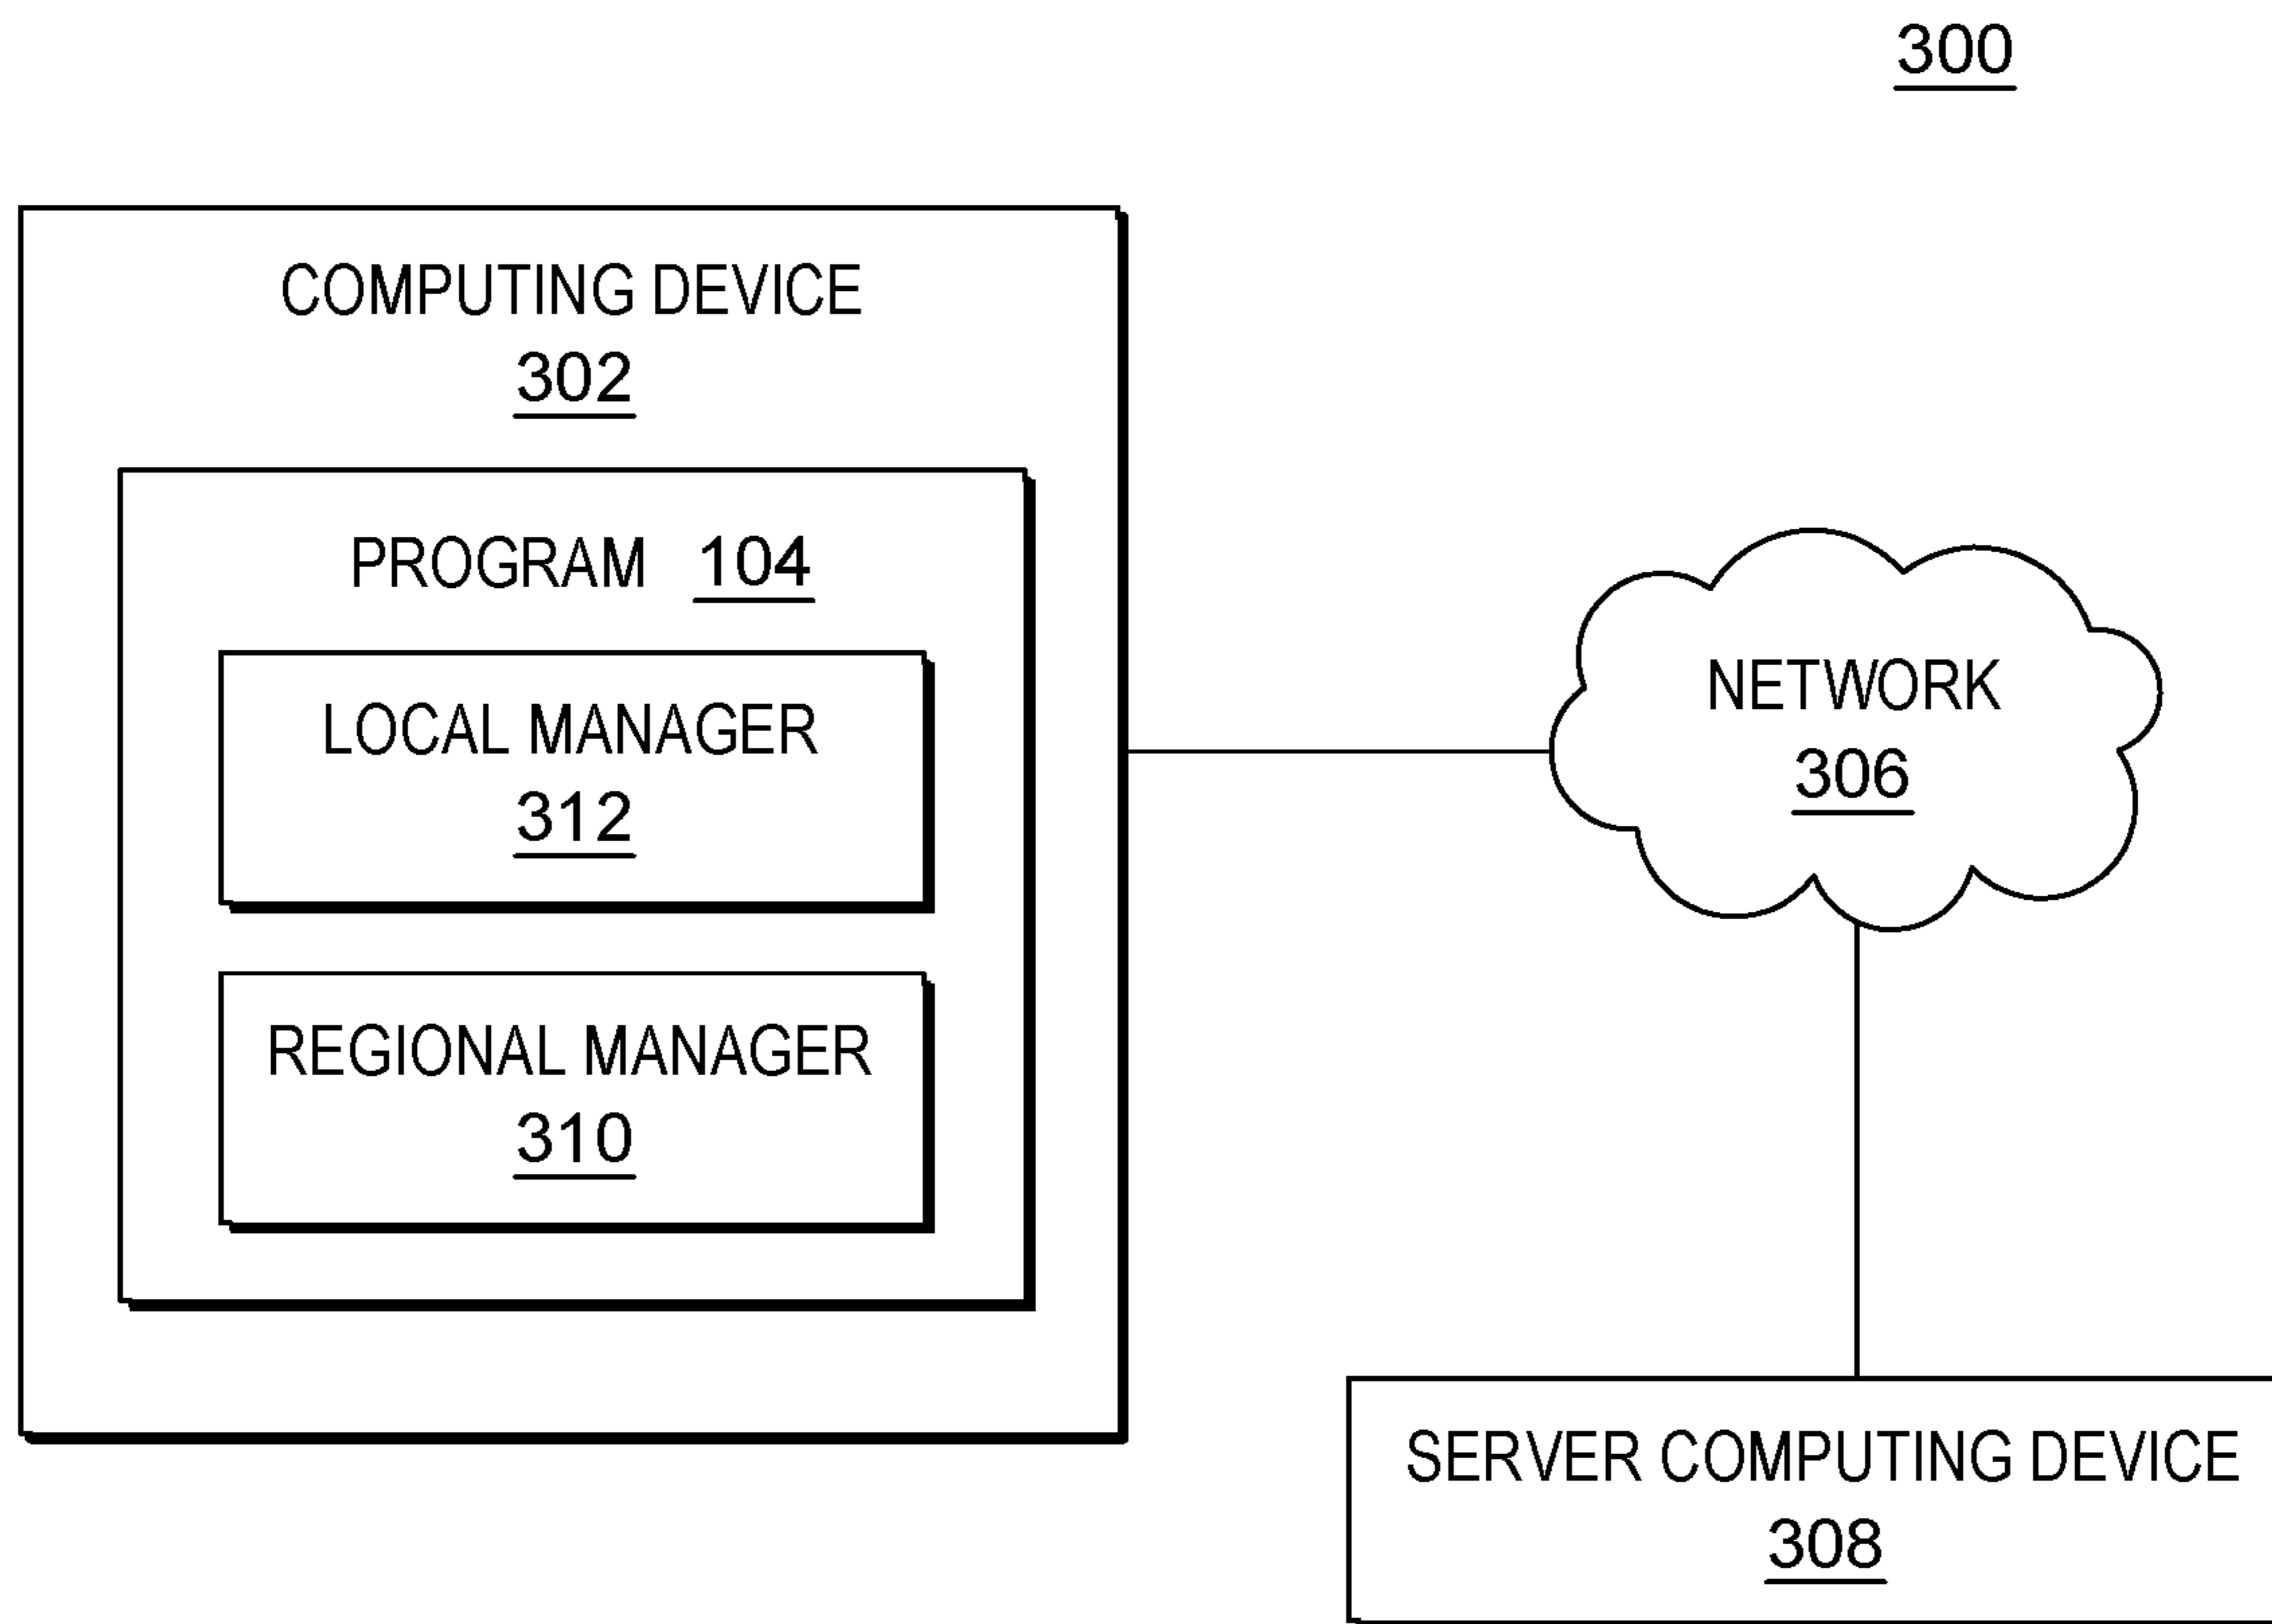 300
COMPUTING DEVICE
302
PROGRAM 104
LOCAL MANAGER
312
REGIONAL MANAGER
310
NETWORK
306
SERVER COMPUTING DEVICE
308